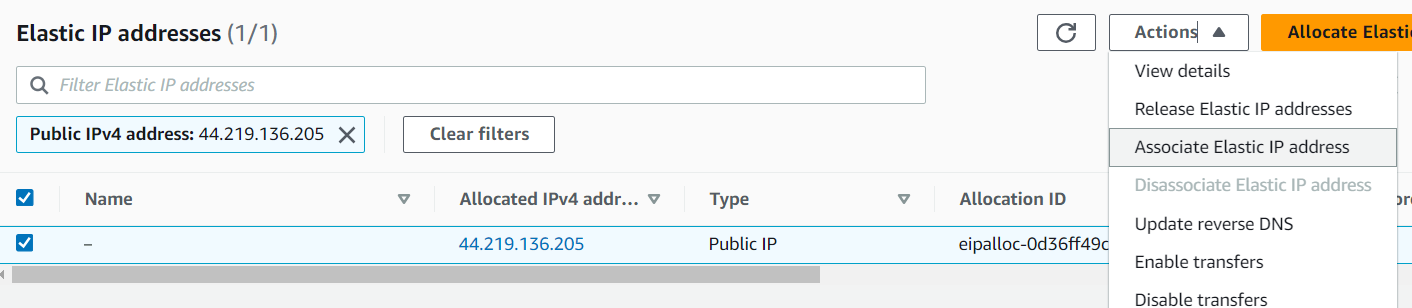 Elastic IP addresses (1/1)
Actions
Allocate Elasti
Filter Elastic IP addresses
Public IPv4 address: 44.219.136.205
Clear filters
View details
Release Elastic IP addresses
Associate Elastic IP address
Disassociate Elastic IP address
Update reverse DNS
Enable transfers
Disable transfers
Name
Allocated IPv4 addr...
Type
Allocation ID
–
44.219.136.205
Public IP
eipalloc-0d36ff49c